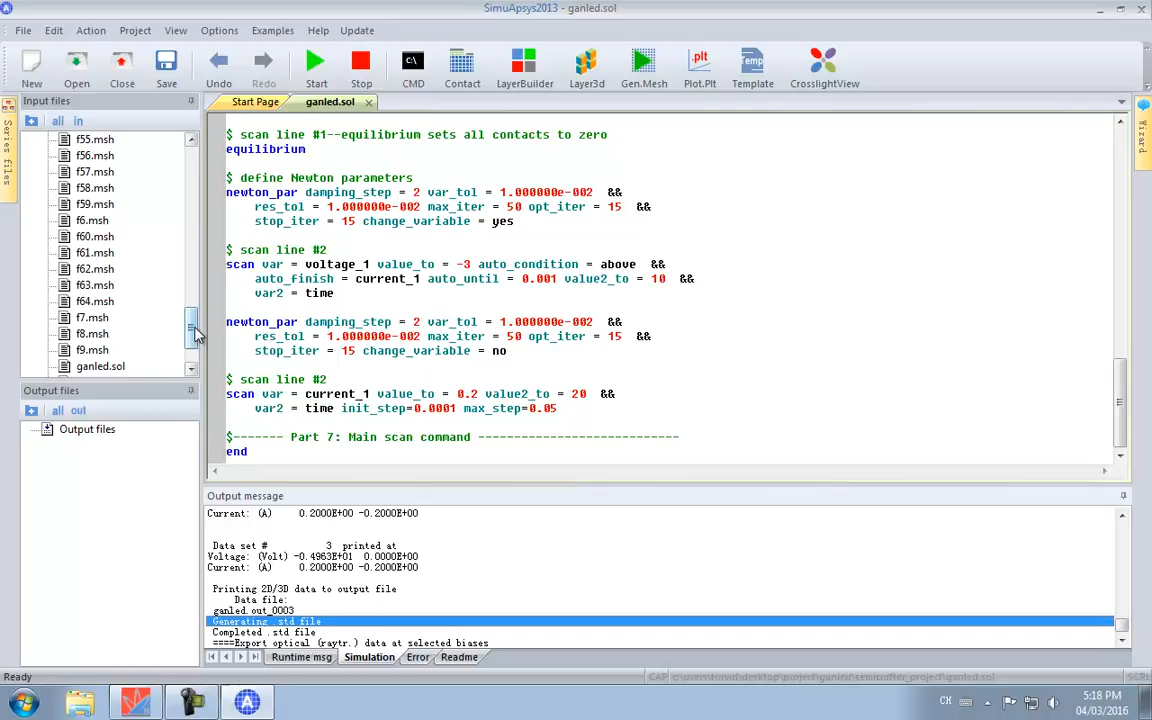 SimuApsys2013 - ganled.sol
File Edit Action Project View Options Examples Help Update
New Open Close Save Undo Redo Start Stop CMD Contact LayerBuilder Layer3d Gen.Mesh Plot.Plt Template CrosslightView
C:\
.plt
Temp
Input files
Start Page ganled.sol
all in
Series files
Wizard
f55.msh
f56.msh
f57.msh
f58.msh
f59.msh
f6.msh
f60.msh
f61.msh
f62.msh
f63.msh
f64.msh
f7.msh
f8.msh
f9.msh
ganled.sol
Output files
all out
Output files
$ scan line #1--equilibrium sets all contacts to zero
equilibrium
$ define Newton parameters
newton_par damping_step = 2 var_tol = 1.000000e-002 &&
res_tol = 1.000000e-002 max_iter = 50 opt_iter = 15 &&
stop_iter = 15 change_variable = yes
$ scan line #2
scan var = voltage_1 value_to = -3 auto_condition = above &&
auto_finish = current_1 auto_until = 0.001 value2_to = 10 &&
var2 = time
newton_par damping_step = 2 var_tol = 1.000000e-002 &&
res_tol = 1.000000e-002 max_iter = 50 opt_iter = 15 &&
stop_iter = 15 change_variable = no
$ scan line #2
scan var = current_1 value_to = 0.2 value2_to = 20 &&
var2 = time init_step=0.0001 max_step=0.05
$------- Part 7: Main scan command ----------------------------
end
Output message
Current: (A) 0.2000E+00 -0.2000E+00
Data set # 3 printed at
Voltage: (Volt) -0.4963E+01 0.0000E+00
Current: (A) 0.2000E+00 -0.2000E+00
Printing 2D/3D data to output file
Data file:
ganled.out_0003
Generating .std file
Completed .std file
====Export optical (raytr.) data at selected biases
Runtime msg Simulation Error Readme
Ready
CAP
CH
5:18 PM
04/03/2016